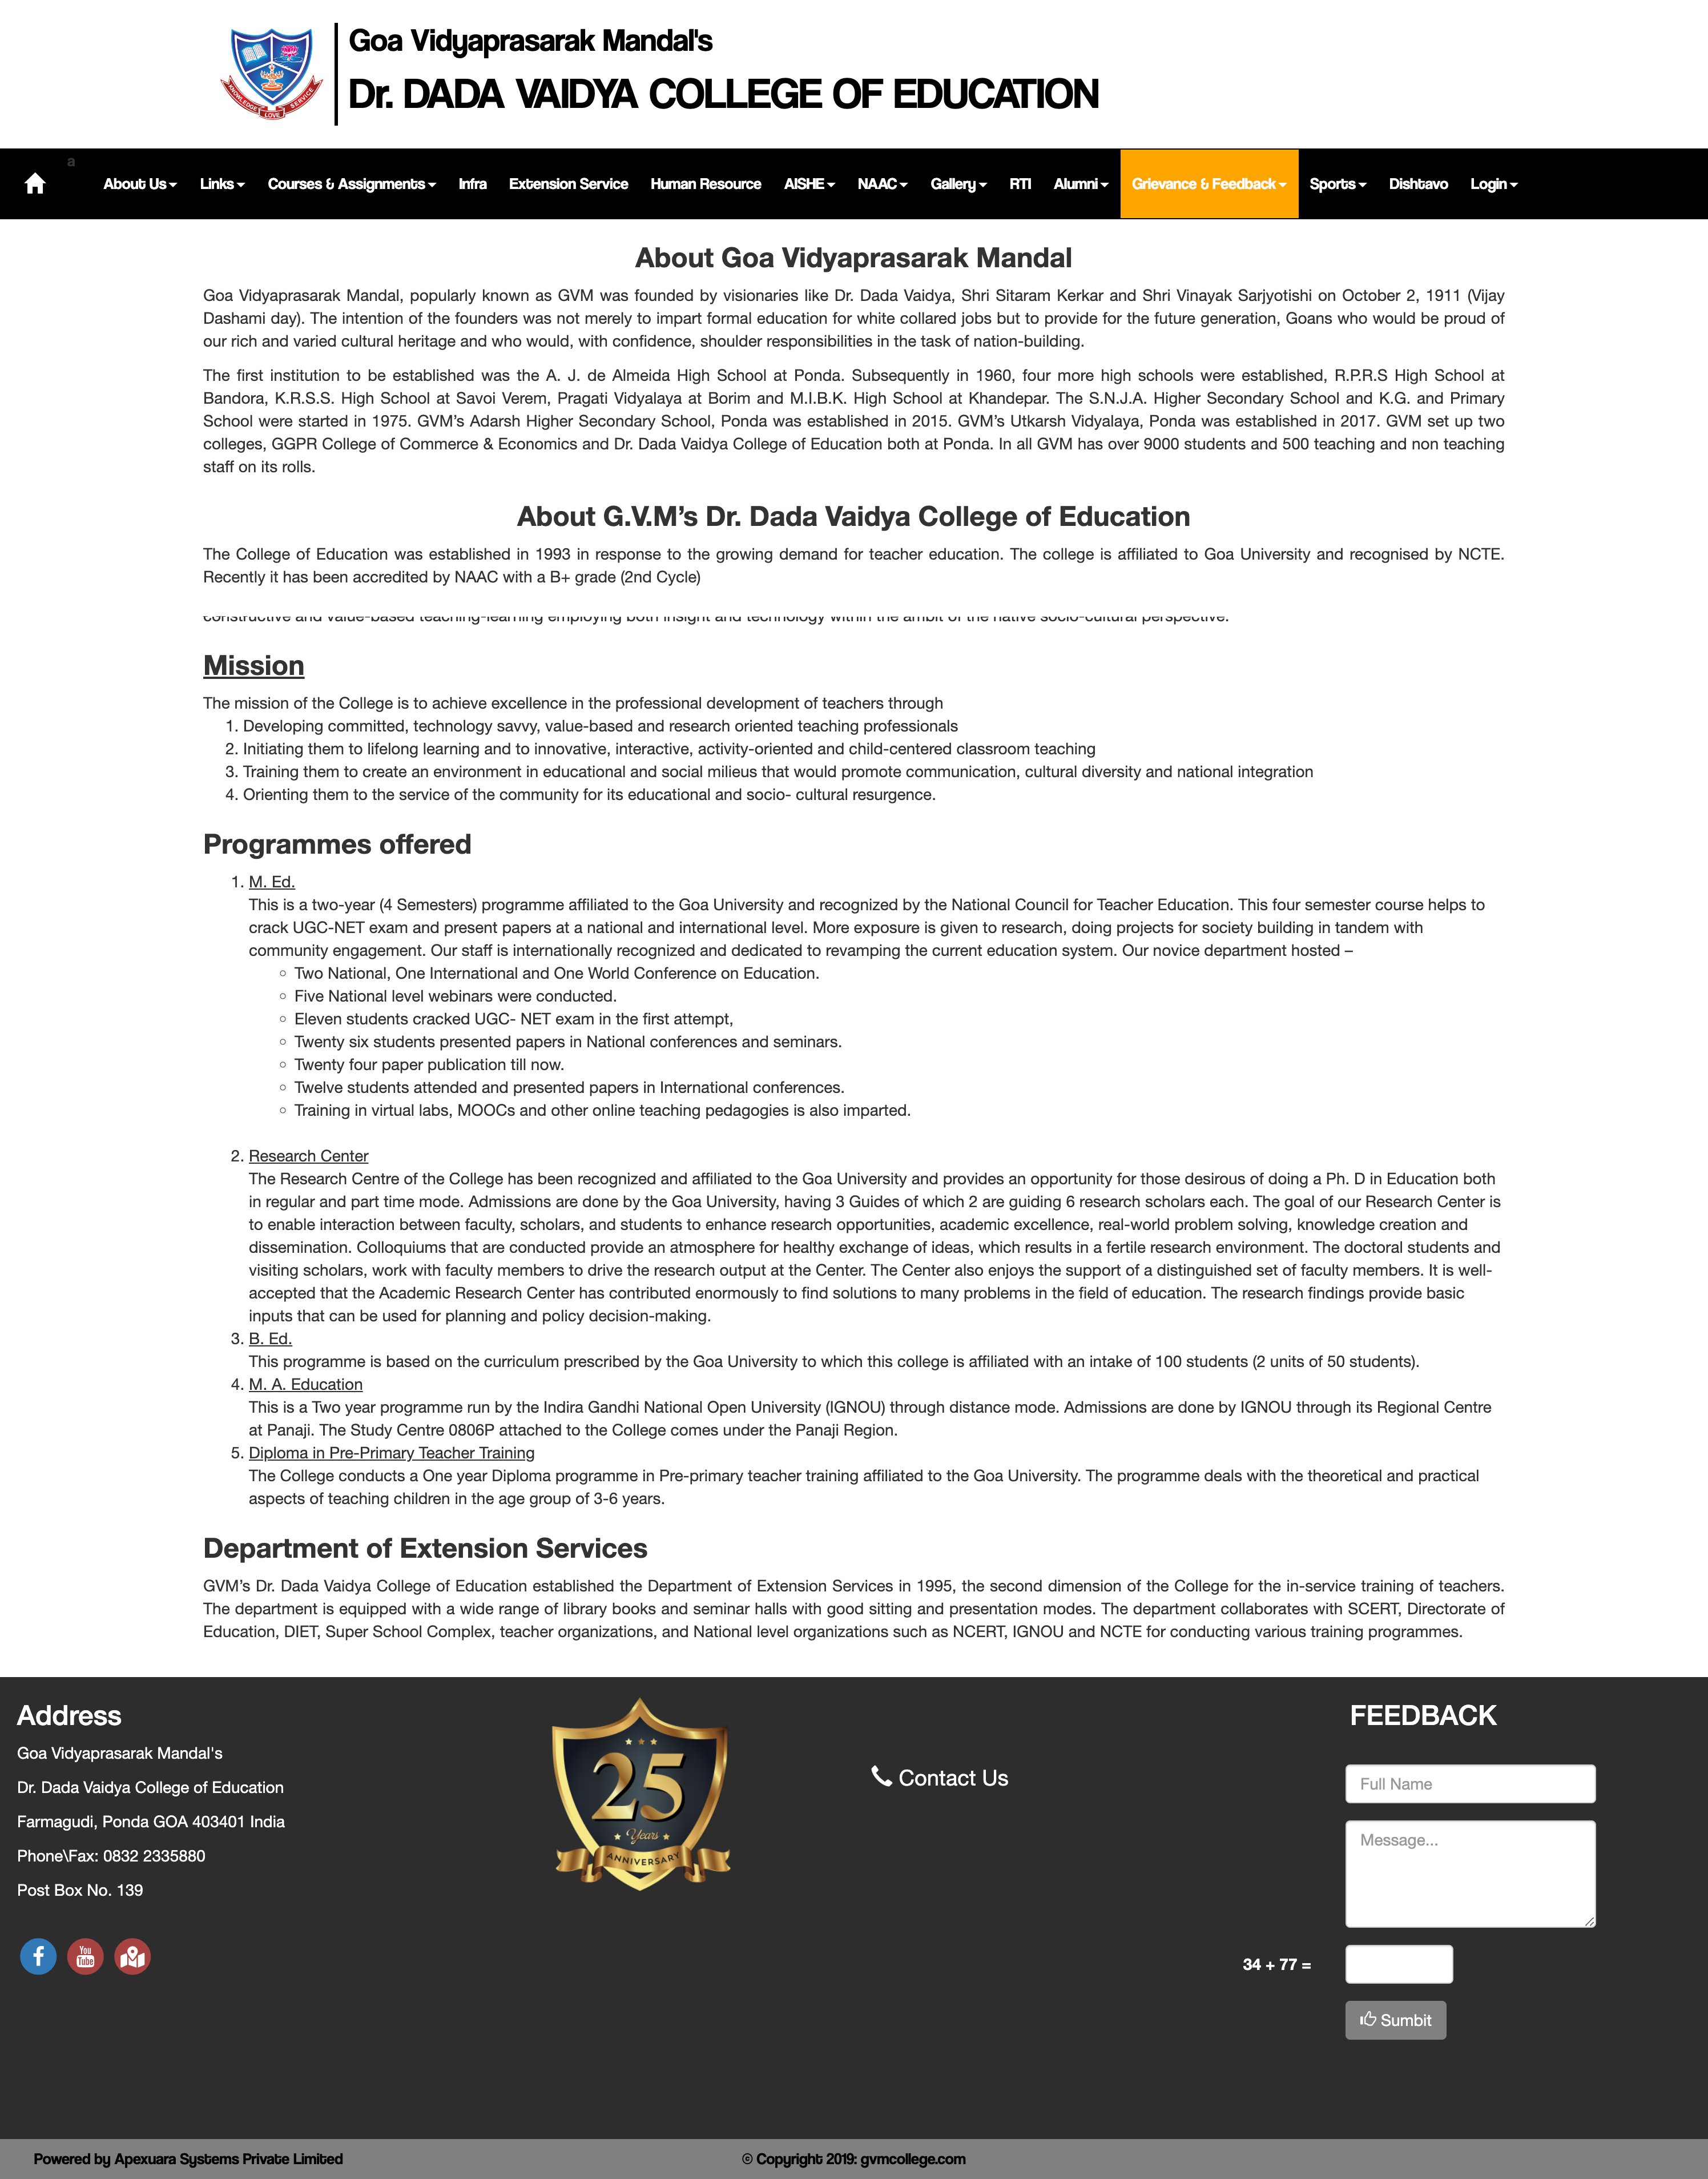 KNOWLEDGE LOVE SERVICE
Goa Vidyaprasarak Mandal's
Dr. DADA VAIDYA COLLEGE OF EDUCATION
a
About Us Links Courses & Assignments Infra Extension Service Human Resource AISHE NAAC Gallery RTI Alumni Grievance & Feedback Sports Dishtavo Login
About Goa Vidyaprasarak Mandal
Goa Vidyaprasarak Mandal, popularly known as GVM was founded by visionaries like Dr. Dada Vaidya, Shri Sitaram Kerkar and Shri Vinayak Sarjyotishi on October 2, 1911 (Vijay
Dashami day). The intention of the founders was not merely to impart formal education for white collared jobs but to provide for the future generation, Goans who would be proud of
our rich and varied cultural heritage and who would, with confidence, shoulder responsibilities in the task of nation-building.
The first institution to be established was the A. J. de Almeida High School at Ponda. Subsequently in 1960, four more high schools were established, R.P.R.S High School at
Bandora, K.R.S.S. High School at Savoi Verem, Pragati Vidyalaya at Borim and M.I.B.K. High School at Khandepar. The S.N.J.A. Higher Secondary School and K.G. and Primary
School were started in 1975. GVM’s Adarsh Higher Secondary School, Ponda was established in 2015. GVM’s Utkarsh Vidyalaya, Ponda was established in 2017. GVM set up two
colleges, GGPR College of Commerce & Economics and Dr. Dada Vaidya College of Education both at Ponda. In all GVM has over 9000 students and 500 teaching and non teaching
staff on its rolls.
About G.V.M’s Dr. Dada Vaidya College of Education
The College of Education was established in 1993 in response to the growing demand for teacher education. The college is affiliated to Goa University and recognised by NCTE.
Recently it has been accredited by NAAC with a B+ grade (2nd Cycle)
constructive and value-based teaching-learning employing both insight and technology within the ambit of the native socio-cultural perspective.
Mission
The mission of the College is to achieve excellence in the professional development of teachers through
1. Developing committed, technology savvy, value-based and research oriented teaching professionals
2. Initiating them to lifelong learning and to innovative, interactive, activity-oriented and child-centered classroom teaching
3. Training them to create an environment in educational and social milieus that would promote communication, cultural diversity and national integration
4. Orienting them to the service of the community for its educational and socio- cultural resurgence.
Programmes offered
1. M. Ed.
This is a two-year (4 Semesters) programme affiliated to the Goa University and recognized by the National Council for Teacher Education. This four semester course helps to
crack UGC-NET exam and present papers at a national and international level. More exposure is given to research, doing projects for society building in tandem with
community engagement. Our staff is internationally recognized and dedicated to revamping the current education system. Our novice department hosted –
Two National, One International and One World Conference on Education.
Five National level webinars were conducted.
Eleven students cracked UGC- NET exam in the first attempt,
Twenty six students presented papers in National conferences and seminars.
Twenty four paper publication till now.
Twelve students attended and presented papers in International conferences.
Training in virtual labs, MOOCs and other online teaching pedagogies is also imparted.
2. Research Center
The Research Centre of the College has been recognized and affiliated to the Goa University and provides an opportunity for those desirous of doing a Ph. D in Education both
in regular and part time mode. Admissions are done by the Goa University, having 3 Guides of which 2 are guiding 6 research scholars each. The goal of our Research Center is
to enable interaction between faculty, scholars, and students to enhance research opportunities, academic excellence, real-world problem solving, knowledge creation and
dissemination. Colloquiums that are conducted provide an atmosphere for healthy exchange of ideas, which results in a fertile research environment. The doctoral students and
visiting scholars, work with faculty members to drive the research output at the Center. The Center also enjoys the support of a distinguished set of faculty members. It is well-
accepted that the Academic Research Center has contributed enormously to find solutions to many problems in the field of education. The research findings provide basic
inputs that can be used for planning and policy decision-making.
3. B. Ed.
This programme is based on the curriculum prescribed by the Goa University to which this college is affiliated with an intake of 100 students (2 units of 50 students).
4. M. A. Education
This is a Two year programme run by the Indira Gandhi National Open University (IGNOU) through distance mode. Admissions are done by IGNOU through its Regional Centre
at Panaji. The Study Centre 0806P attached to the College comes under the Panaji Region.
5. Diploma in Pre-Primary Teacher Training
The College conducts a One year Diploma programme in Pre-primary teacher training affiliated to the Goa University. The programme deals with the theoretical and practical
aspects of teaching children in the age group of 3-6 years.
Department of Extension Services
GVM’s Dr. Dada Vaidya College of Education established the Department of Extension Services in 1995, the second dimension of the College for the in-service training of teachers.
The department is equipped with a wide range of library books and seminar halls with good sitting and presentation modes. The department collaborates with SCERT, Directorate of
Education, DIET, Super School Complex, teacher organizations, and National level organizations such as NCERT, IGNOU and NCTE for conducting various training programmes.
Address
Goa Vidyaprasarak Mandal's
Dr. Dada Vaidya College of Education
Farmagudi, Ponda GOA 403401 India
Phone\Fax: 0832 2335880
Post Box No. 139
You Tube
25
Years
ANNIVERSARY
Contact Us
FEEDBACK
Full Name
Message...
34 + 77 =
Sumbit
Powered by Apexuara Systems Private Limited
© Copyright 2019: gvmcollege.com